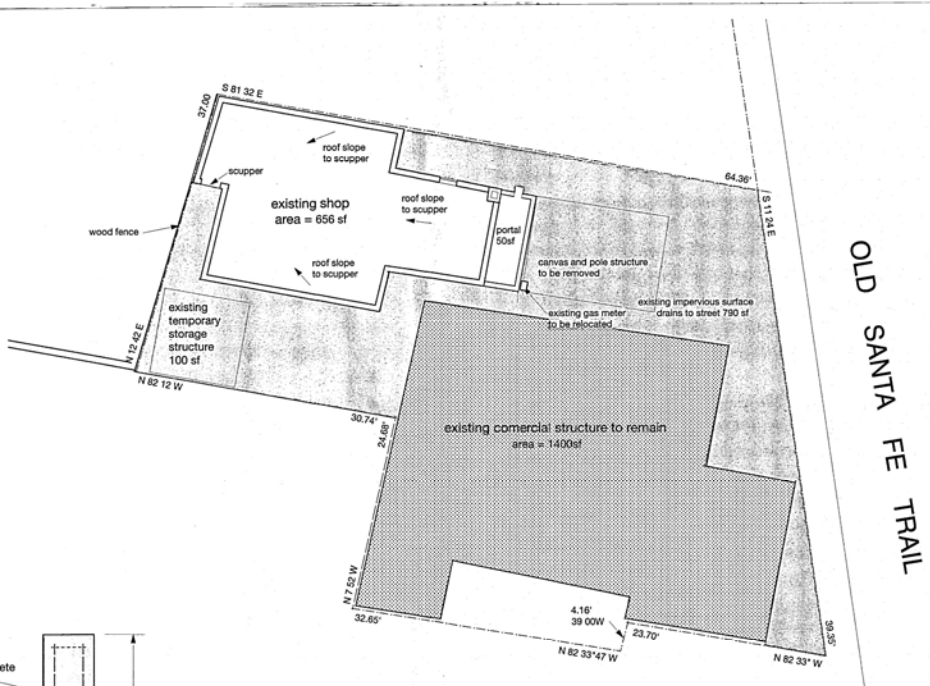 S 81 32 E
37.00
roof slope
to scupper
64.36'
scupper
S 11 24 E
existing shop
area = 656 sf
roof slope
to scupper
wood fence
portal
50sf
OLD SANTA FE TRAIL
roof slope
to scupper
canvas and pole structure
to be removed
existing
temporary
storage
structure
100 sf
existing impervious surface
drains to street 790 sf
existing gas meter
to be relocated
N 12 42 E
N 82 12 W
30.74'
24.68'
existing comercial structure to remain
area = 1400sf
N 7 52 W
32.65'
4.16'
39 00W
23.70'
39.35'
N 82 33°47 W
N 82 33° W
ete